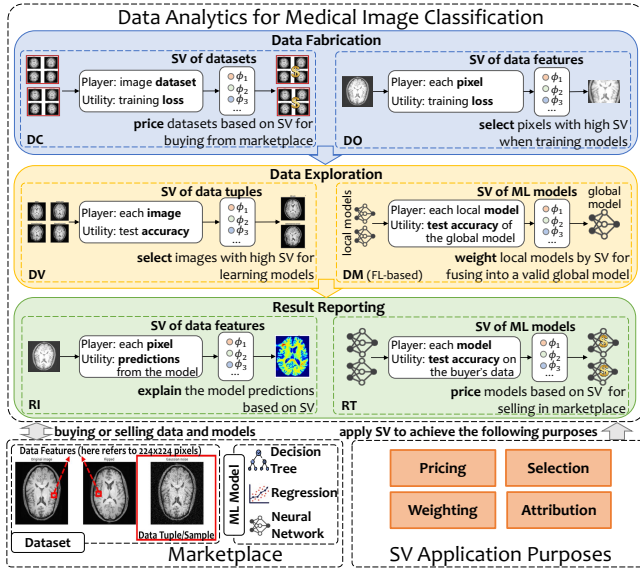 Data Analytics for Medical Image Classification
Data Fabrication
SV of datasets
Player: image dataset
Utility: training loss
ϕ1
ϕ2
ϕ3
...
$
$
price datasets based on SV for
buying from marketplace
DC
SV of data features
Player: each pixel
Utility: training loss
ϕ1
ϕ2
ϕ3
...
select pixels with high SV
when training models
DO
Data Exploration
SV of data tuples
Player: each image
Utility: test accuracy
ϕ1
ϕ2
ϕ3
...
select images with high SV for
learning models
DV
SV of ML models
local models
Player: each local model
Utility: test accuracy of
the global model
ϕ1
ϕ2
ϕ3
...
global
model
weight local models by SV for
fusing into a valid global model
DM (FL-based)
Result Reporting
SV of data features
Player: each pixel
Utility: predictions
from the model
ϕ1
ϕ2
ϕ3
...
explain the model predictions
based on SV
RI
SV of ML models
Player: each model
Utility: test accuracy on
the buyer's data
ϕ1
ϕ2
ϕ3
...
$
$
price models based on SV for
selling in marketplace
RT
buying or selling data and models
apply SV to achieve the following purposes
Data Features (here refers to 224x224 pixels)
Original Image
Flipped
Gaussian Noise
Data Tuple/Sample
Dataset
ML Model
Decision
Tree
Regression
Neural
Network
Marketplace
Pricing
Selection
Weighting
Attribution
SV Application Purposes